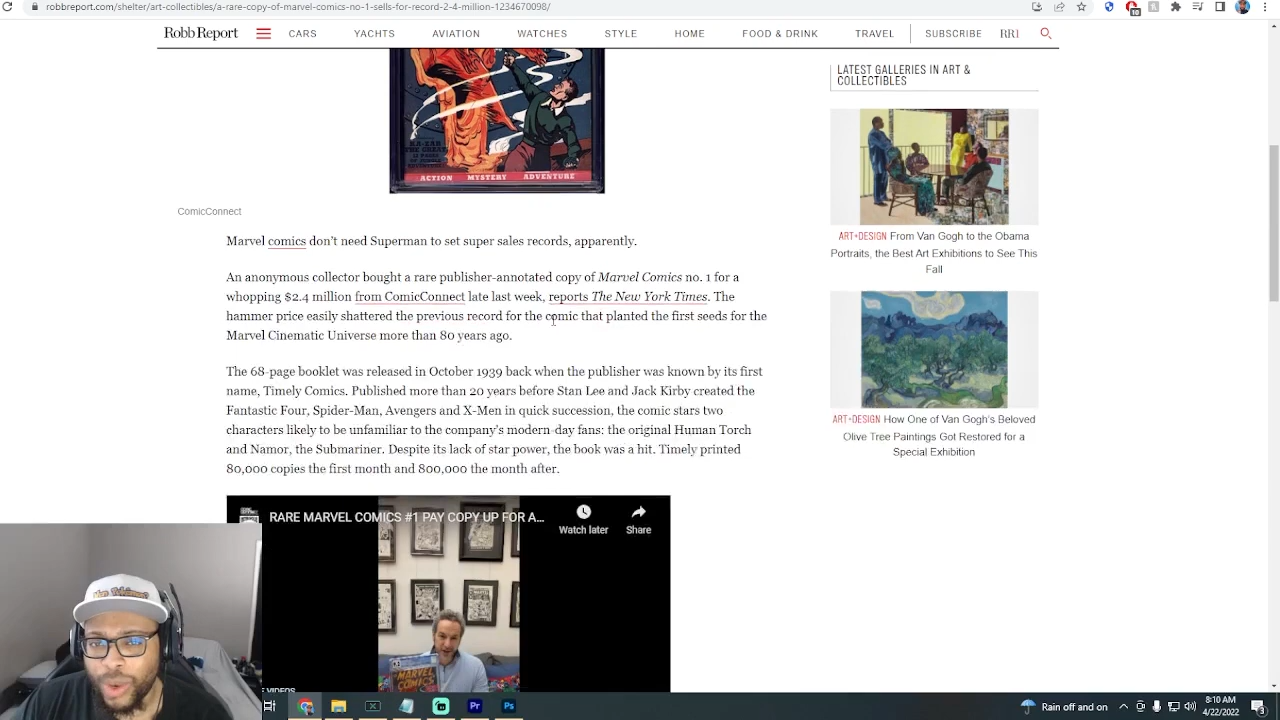 robbreport.com/shelter/art-collectibles/a-rare-copy-of-marvel-comics-no-1-sells-for-record-2-4-million-1234670098/
10
Robb Report
CARS
YACHTS
AVIATION
WATCHES
STYLE
HOME
FOOD & DRINK
TRAVEL
SUBSCRIBE
RR1
KA-ZAR
THE GREAT
ACTION MYSTERY ADVENTURE
ComicConnect
Marvel comics don’t need Superman to set super sales records, apparently.
An anonymous collector bought a rare publisher-annotated copy of Marvel Comics no. 1 for a
whopping $2.4 million from ComicConnect late last week, reports The New York Times. The
hammer price easily shattered the previous record for the comic that planted the first seeds for the
Marvel Cinematic Universe more than 80 years ago.
The 68-page booklet was released in October 1939 back when the publisher was known by its first
name, Timely Comics. Published more than 20 years before Stan Lee and Jack Kirby created the
Fantastic Four, Spider-Man, Avengers and X-Men in quick succession, the comic stars two
characters likely to be unfamiliar to the company’s modern-day fans: the original Human Torch
and Namor, the Submariner. Despite its lack of star power, the book was a hit. Timely printed
80,000 copies the first month and 800,000 the month after.
RARE MARVEL COMICS #1 PAY COPY UP FOR A...
Watch later
Share
MARVEL
COMICS
E VIDEOS
LATEST GALLERIES IN ART &
COLLECTIBLES
ART+DESIGN From Van Gogh to the Obama
Portraits, the Best Art Exhibitions to See This
Fall
ART+DESIGN How One of Van Gogh’s Beloved
Olive Tree Paintings Got Restored for a
Special Exhibition
Pr
Ps
Rain off and on
8:10 AM
4/22/2022
3